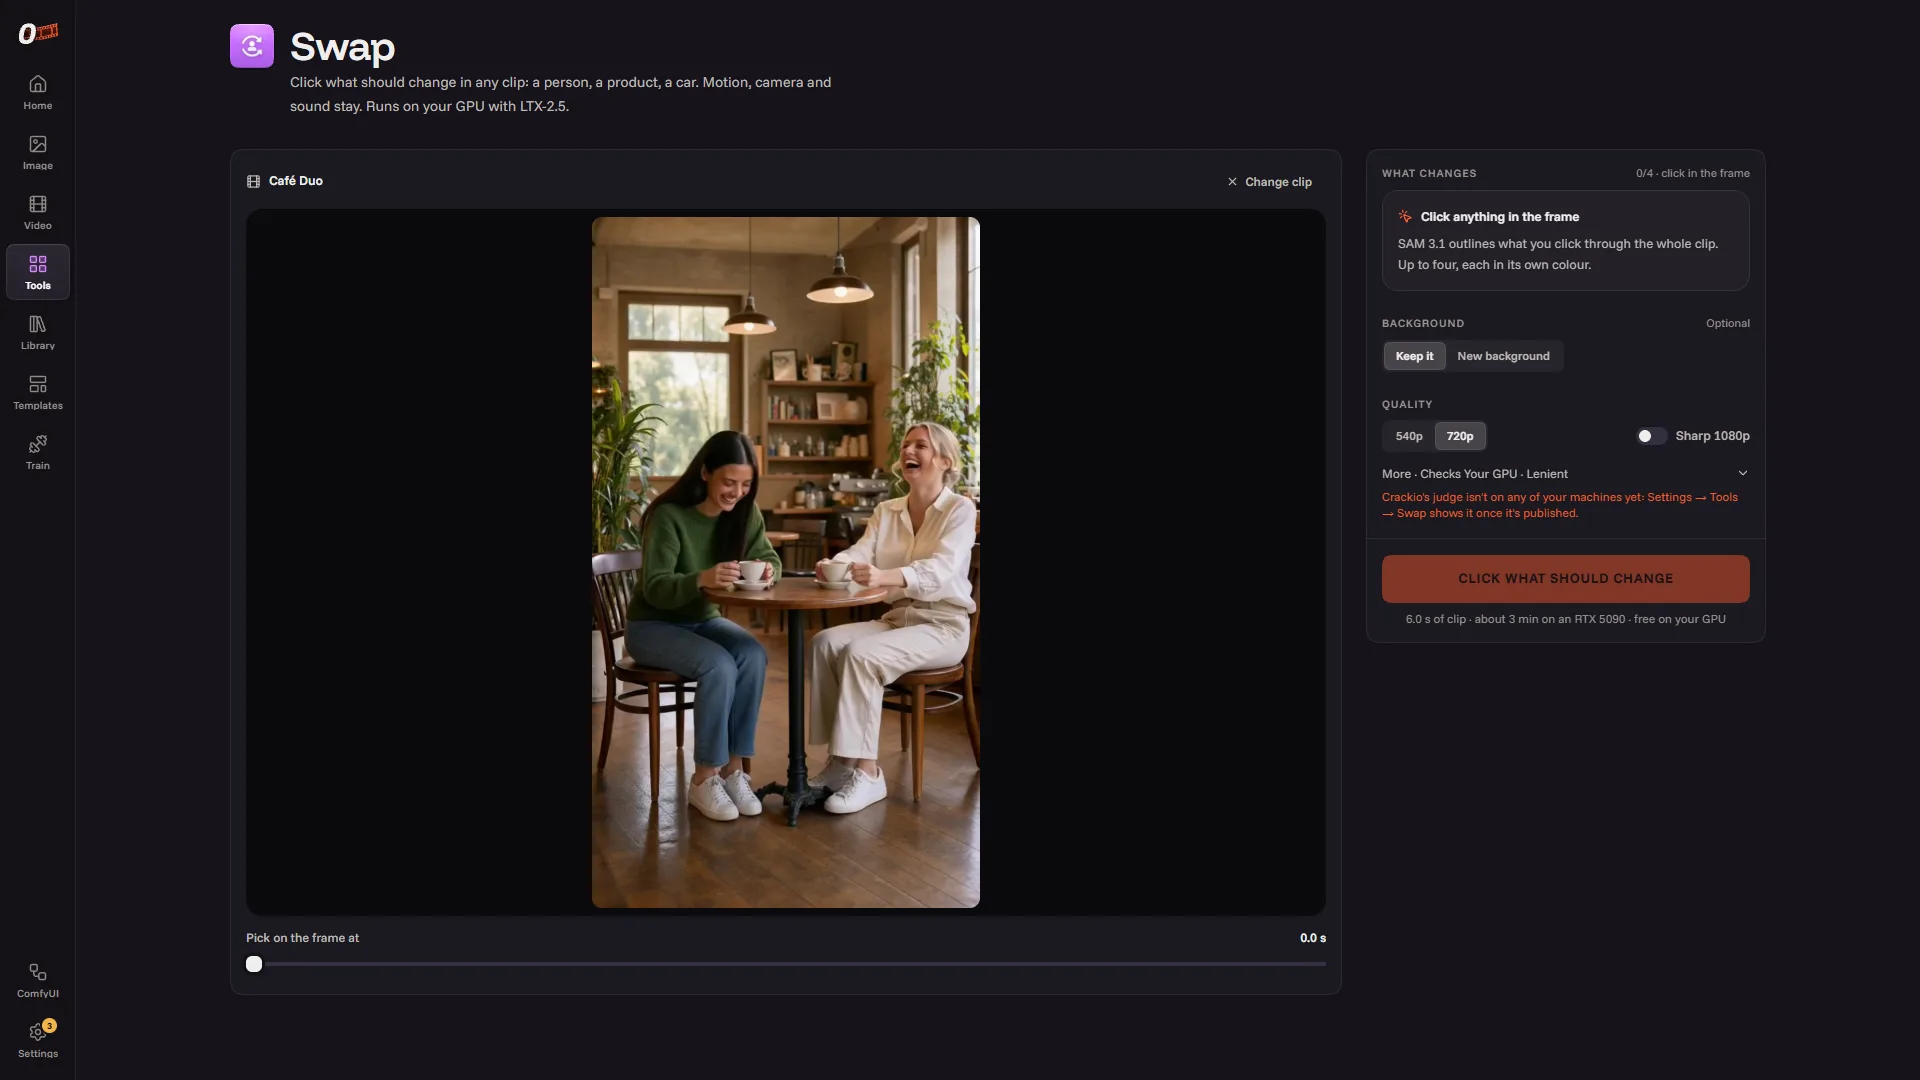 Home
Image
Video
Tools
Library
Templates
Train
ComfyUI
3
Settings
Swap
Click what should change in any clip: a person, a product, a car. Motion, camera and
sound stay. Runs on your GPU with LTX-2.5.
Café Duo
Change clip
Pick on the frame at
0.0 s
WHAT CHANGES
0/4 · click in the frame
Click anything in the frame
SAM 3.1 outlines what you click through the whole clip.
Up to four, each in its own colour.
BACKGROUND
Optional
Keep it
New background
QUALITY
540p
720p
Sharp 1080p
More · Checks Your GPU · Lenient
Crackio's judge isn't on any of your machines yet: Settings → Tools
→ Swap shows it once it's published.
CLICK WHAT SHOULD CHANGE
6.0 s of clip · about 3 min on an RTX 5090 · free on your GPU